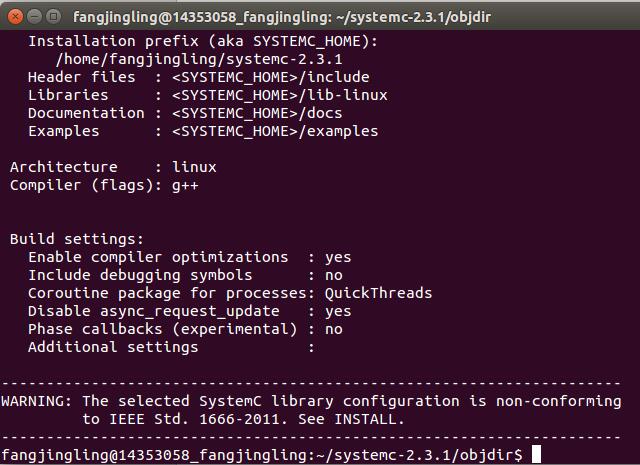 fangjingling@14353058_fangjingling: ~/systemc-2.3.1/objdir
Installation prefix (aka SYSTEMC_HOME):
/home/fangjingling/systemc-2.3.1
Header files : <SYSTEMC_HOME>/include
Libraries : <SYSTEMC_HOME>/lib-linux
Documentation : <SYSTEMC_HOME>/docs
Examples : <SYSTEMC_HOME>/examples
Architecture : linux
Compiler (flags): g++
Build settings:
Enable compiler optimizations : yes
Include debugging symbols : no
Coroutine package for processes: QuickThreads
Disable async_request_update : yes
Phase callbacks (experimental) : no
Additional settings :
---------------------------------------------------------------------
WARNING: The selected SystemC library configuration is non-conforming
to IEEE Std. 1666-2011. See INSTALL.
---------------------------------------------------------------------
fangjingling@14353058_fangjingling:~/systemc-2.3.1/objdir$